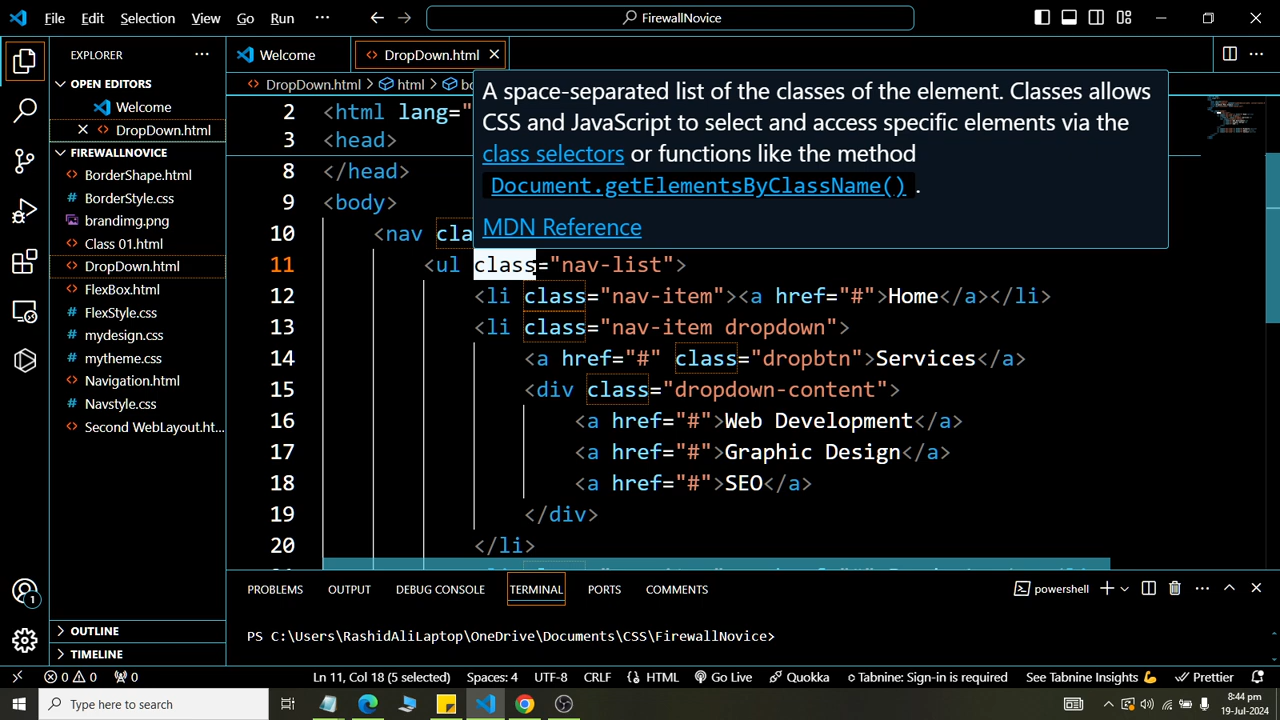 File Edit Selection View Go Run ··· FirewallNovice
EXPLORER ···
OPEN EDITORS
Welcome
DropDown.html
FIREWALLNOVICE
BorderShape.html
BorderStyle.css
brandimg.png
Class 01.html
DropDown.html
FlexBox.html
FlexStyle.css
mydesign.css
mytheme.css
Navigation.html
Navstyle.css
Second WebLayout.ht...
OUTLINE
TIMELINE
Welcome DropDown.html
DropDown.html > html > bo
A space-separated list of the classes of the element. Classes allows
CSS and JavaScript to select and access specific elements via the
class selectors or functions like the method
Document.getElementsByClassName() .
MDN Reference
2 <html lang="
3 <head>
8 </head>
9 <body>
10 <nav cla
11 <ul class="nav-list">
12 <li class="nav-item"><a href="#">Home</a></li>
13 <li class="nav-item dropdown">
14 <a href="#" class="dropbtn">Services</a>
15 <div class="dropdown-content">
16 <a href="#">Web Development</a>
17 <a href="#">Graphic Design</a>
18 <a href="#">SEO</a>
19 </div>
20 </li>
PROBLEMS OUTPUT DEBUG CONSOLE TERMINAL PORTS COMMENTS powershell
PS C:\Users\RashidAliLaptop\OneDrive\Documents\CSS\FirewallNovice>
1
0 0 0 Ln 11, Col 18 (5 selected) Spaces: 4 UTF-8 CRLF {} HTML Go Live Quokka Tabnine: Sign-in is required See Tabnine Insights Prettier
Type here to search 8:44 pm
19-Jul-2024